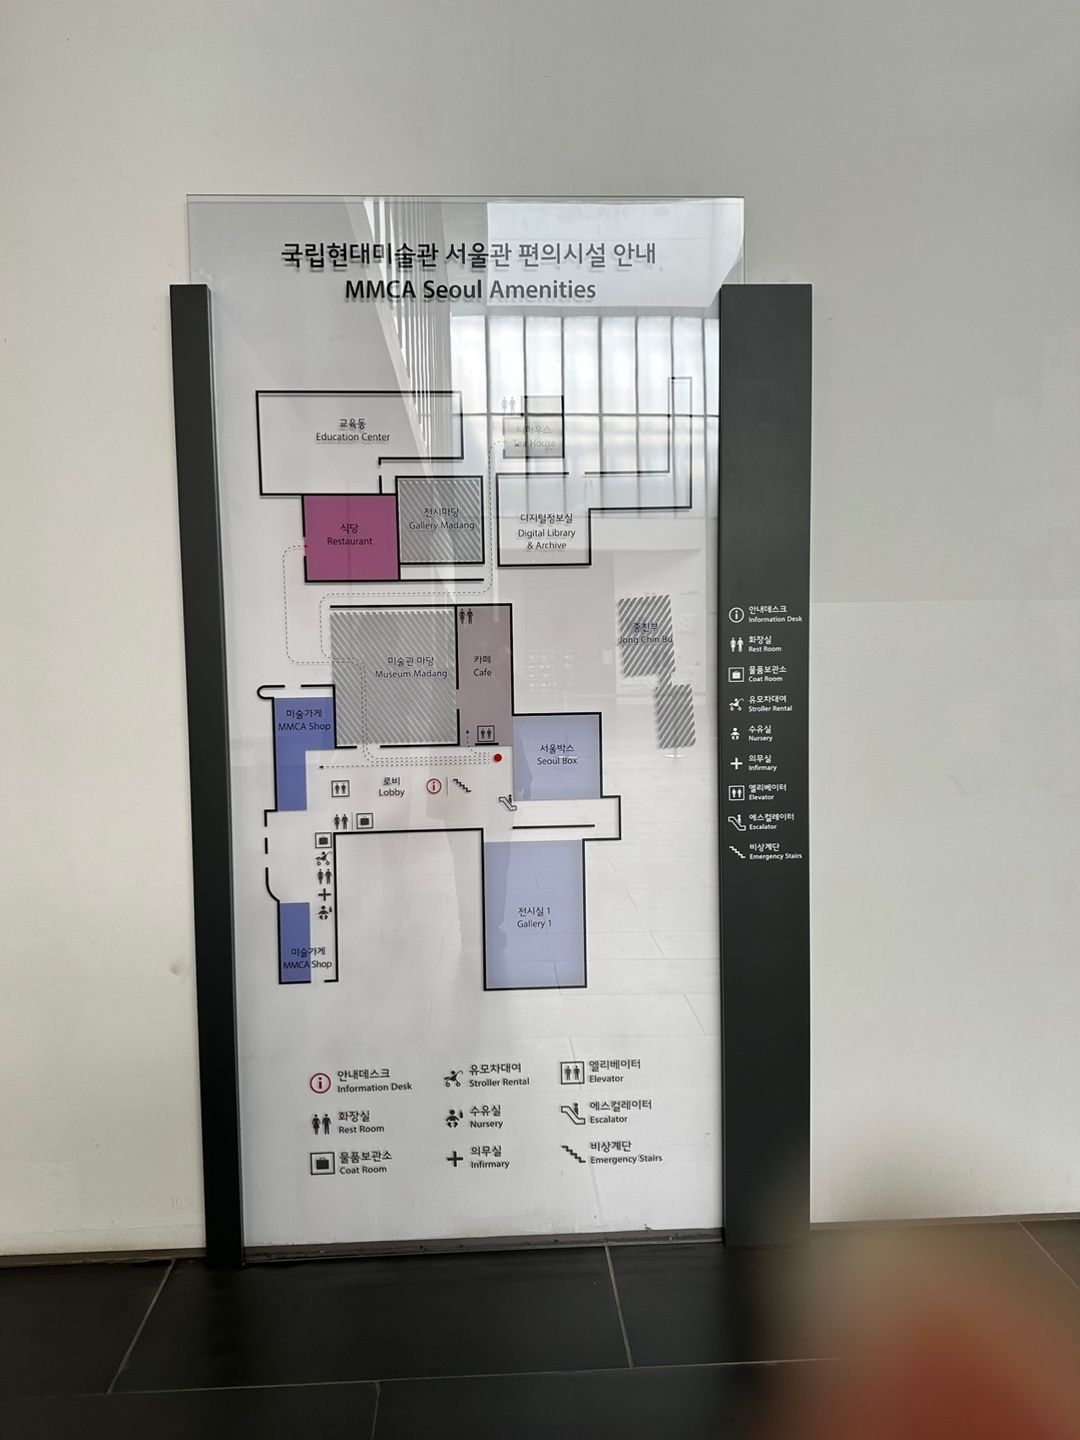 국립현대미술관 서울관 편의시설 안내
MMCA Seoul Amenities
교육동
Education Center
티하우스
Tea House
식당
Restaurant
전시마당
Gallery Madang
디지털정보실
Digital Library
& Archive
종친부
Jong Chin Bu
미술관 마당
Museum Madang
카페
Cafe
미술가게
MMCA Shop
서울박스
Seoul Box
로비
Lobby
전시실 1
Gallery 1
미술가게
MMCA Shop
안내데스크
Information Desk
화장실
Rest Room
물품보관소
Coat Room
유모차대여
Stroller Rental
수유실
Nursery
의무실
Infirmary
엘리베이터
Elevator
에스컬레이터
Escalator
비상계단
Emergency Stairs
안내데스크
Information Desk
화장실
Rest Room
물품보관소
Coat Room
유모차대여
Stroller Rental
수유실
Nursery
의무실
Infirmary
엘리베이터
Elevator
에스컬레이터
Escalator
비상계단
Emergency Stairs